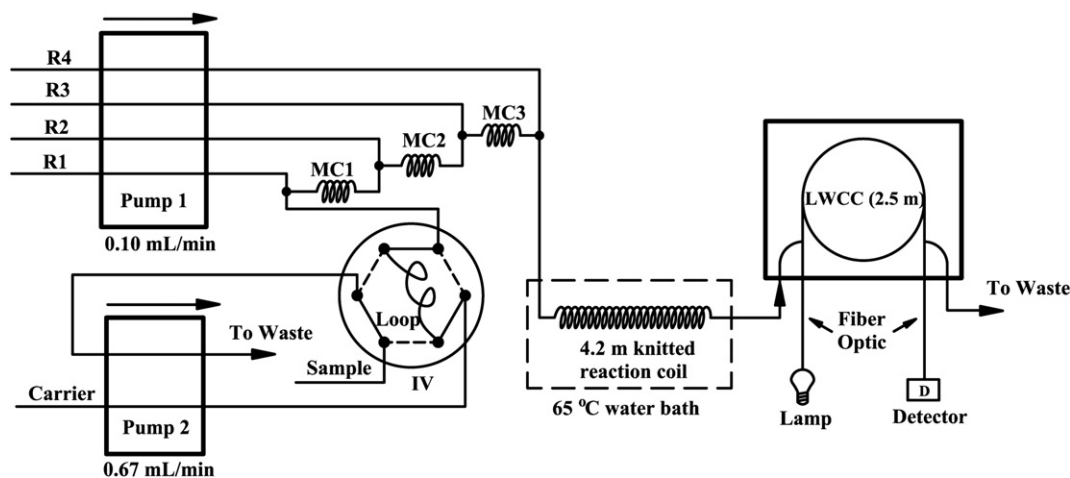 R4
R3
R2
R1
Pump 1
0.10 mL/min
MC1
MC2
MC3
LWCC (2.5 m)
To Waste
Fiber
Optic
Lamp
D
Detector
4.2 m knitted
reaction coil
65 °C water bath
Loop
IV
Sample
To Waste
Carrier
Pump 2
0.67 mL/min